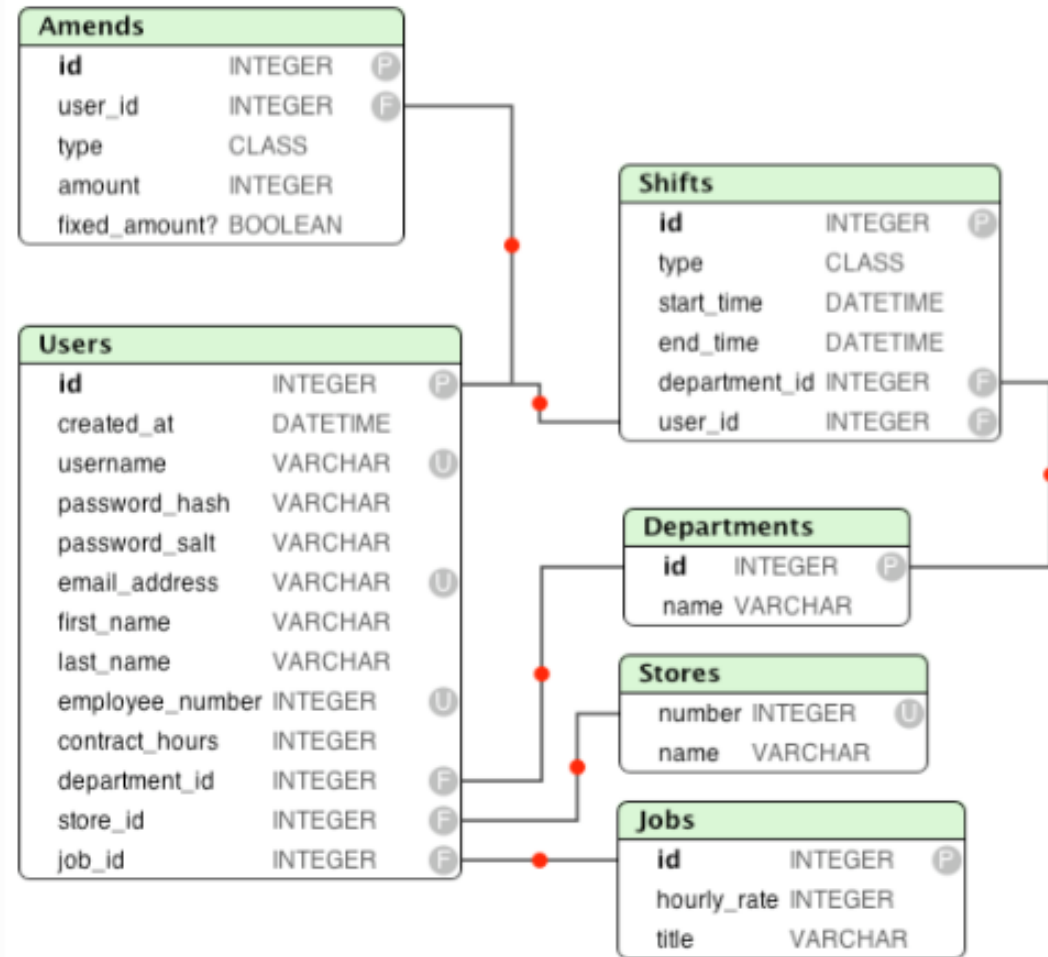 Amends
id INTEGER P
user_id INTEGER F
type CLASS
amount INTEGER
fixed_amount? BOOLEAN
Shifts
id INTEGER P
type CLASS
start_time DATETIME
end_time DATETIME
department_id INTEGER F
user_id INTEGER F
Users
id INTEGER P
created_at DATETIME
username VARCHAR U
password_hash VARCHAR
password_salt VARCHAR
email_address VARCHAR U
first_name VARCHAR
last_name VARCHAR
employee_number INTEGER U
contract_hours INTEGER
department_id INTEGER F
store_id INTEGER F
job_id INTEGER F
Departments
id INTEGER P
name VARCHAR
Stores
number INTEGER U
name VARCHAR
Jobs
id INTEGER P
hourly_rate INTEGER
title VARCHAR